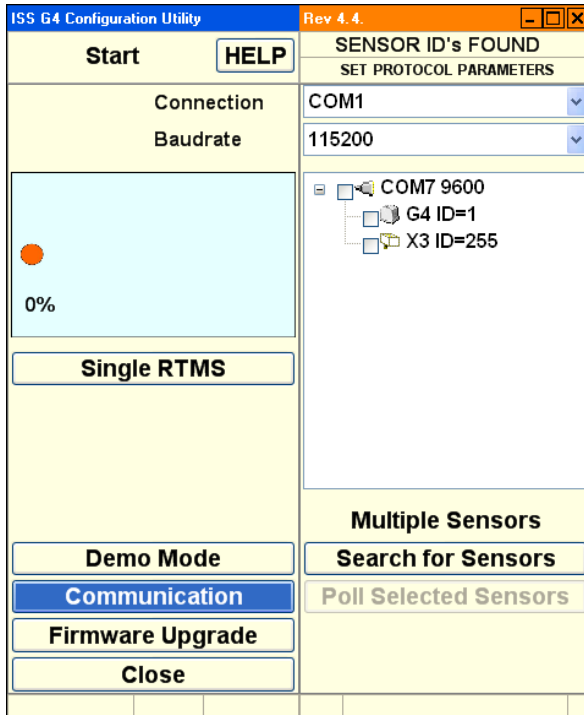 ISS G4 Configuration Utility
Rev 4.4.
Start
HELP
SENSOR ID's FOUND
SET PROTOCOL PARAMETERS
Connection
COM1
Baudrate
115200
COM7 9600
G4 ID=1
X3 ID=255
0%
Single RTMS
Multiple Sensors
Demo Mode
Search for Sensors
Communication
Poll Selected Sensors
Firmware Upgrade
Close